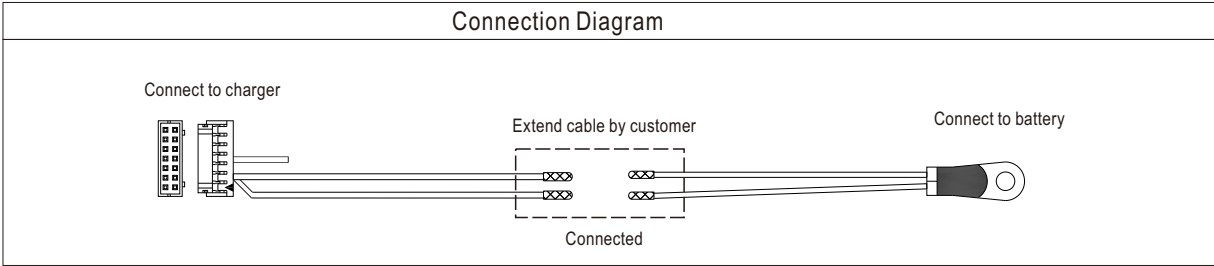 Connection Diagram
Connect to charger
Extend cable by customer
Connect to battery
Connected